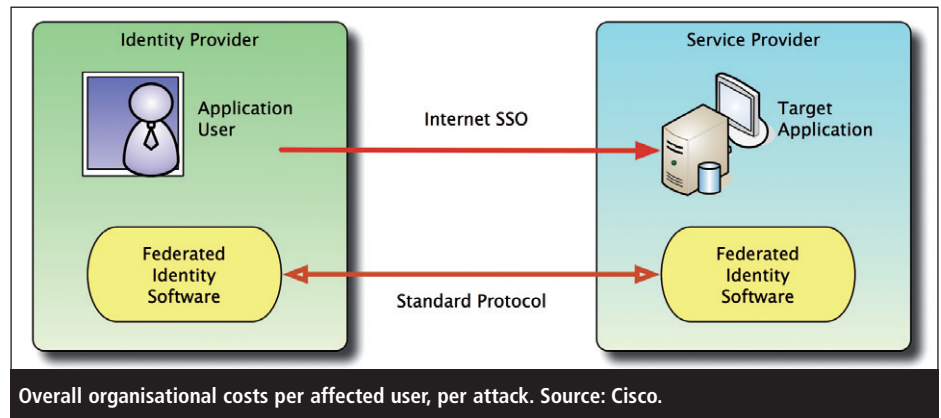 Identity Provider
Application
User
Internet SSO
Service Provider
Target
Application
Federated
Identity
Software
Standard Protocol
Federated
Identity
Software
Overall organisational costs per affected user, per attack. Source: Cisco.